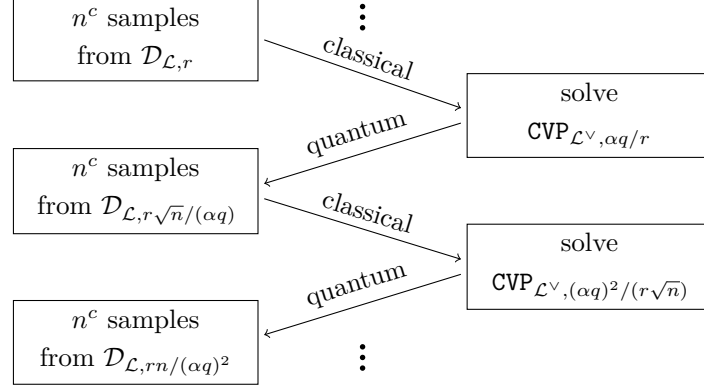 ⋮
n^c samples
from 𝒟_{ℒ,r}
classical
solve
CVP_{ℒ^∨,αq/r}
quantum
n^c samples
from 𝒟_{ℒ,r√n/(αq)}
classical
solve
CVP_{ℒ^∨,(αq)^2/(r√n)}
quantum
n^c samples
from 𝒟_{ℒ,rn/(αq)^2}
⋮